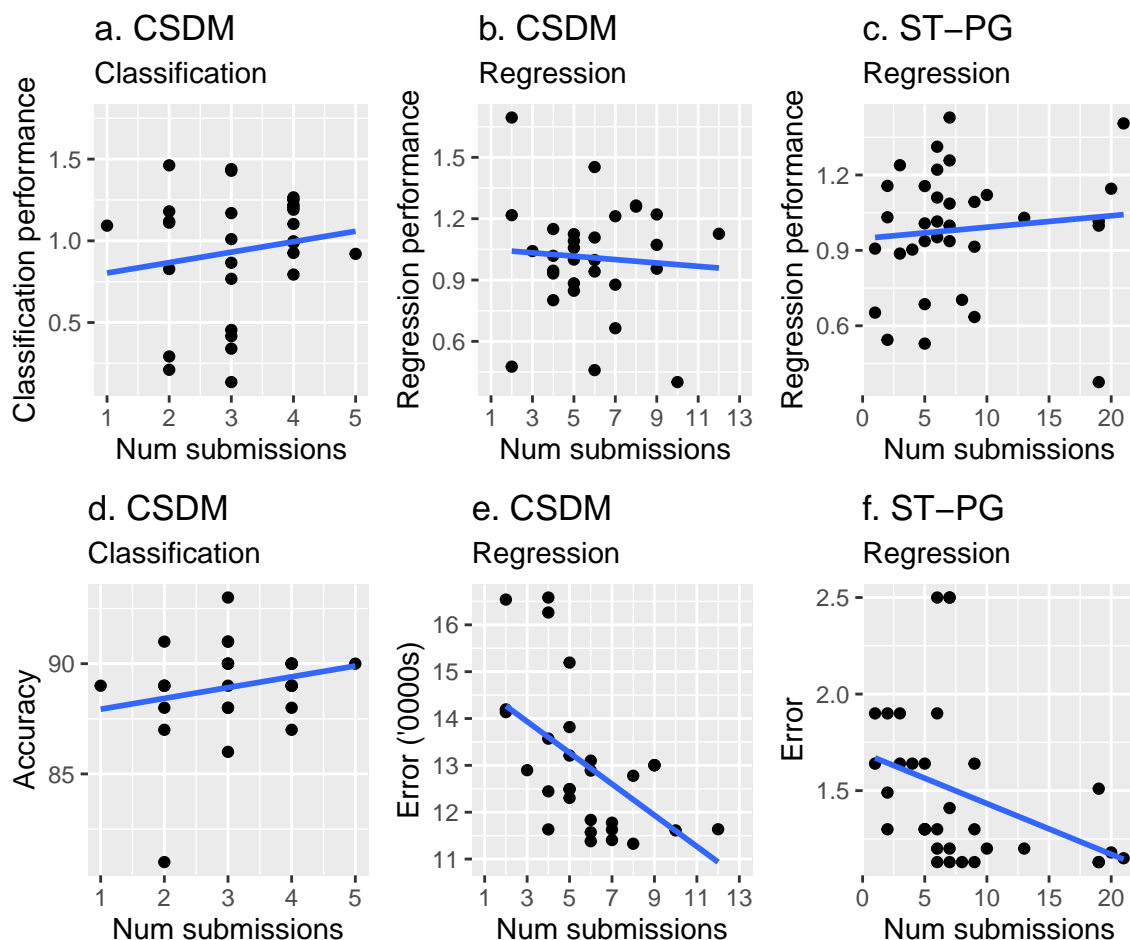 a. CSDM
Classification
Classification performance
1.5
1.0
0.5
1 2 3 4 5
Num submissions
b. CSDM
Regression
Regression performance
1.5
1.2
0.9
0.6
1 3 5 7 9 11 13
Num submissions
c. ST−PG
Regression
Regression performance
1.2
0.9
0.6
0 5 10 15 20
Num submissions
d. CSDM
Classification
Accuracy
90
85
1 2 3 4 5
Num submissions
e. CSDM
Regression
Error ('0000s)
16
15
14
13
12
11
1 3 5 7 9 11 13
Num submissions
f. ST−PG
Regression
Error
2.5
2.0
1.5
0 5 10 15 20
Num submissions